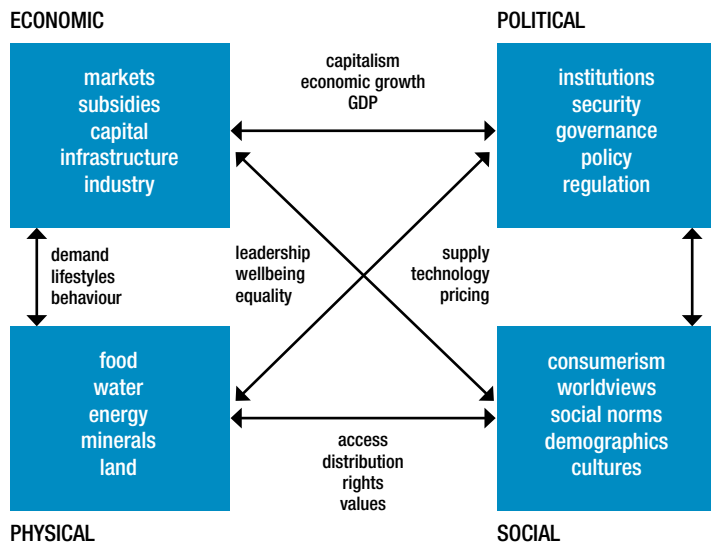 ECONOMIC
POLITICAL
markets
subsidies
capital
infrastructure
industry
capitalism
economic growth
GDP
institutions
security
governance
policy
regulation
demand
lifestyles
behaviour
leadership
wellbeing
equality
supply
technology
pricing
food
water
energy
minerals
land
access
distribution
rights
values
consumerism
worldviews
social norms
demographics
cultures
PHYSICAL
SOCIAL